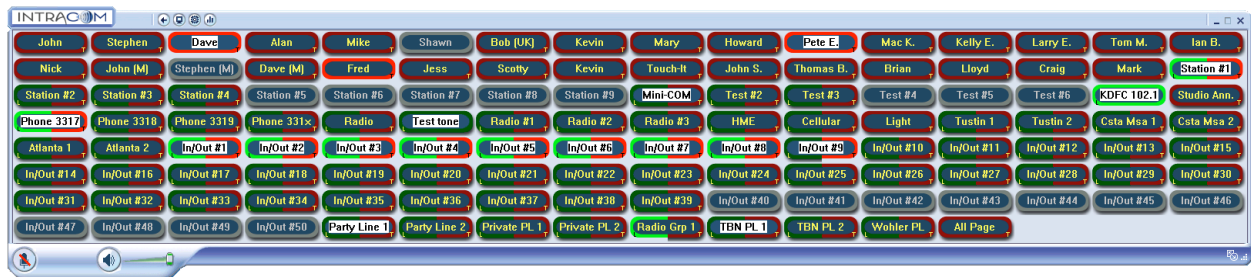 INTRACOM
John Stephen Dave Alan Mike Shawn Bob (UK) Kevin Mary Howard Pete E. Mac K. Kelly E. Larry E. Tom M. Ian B.
Nick John (M) Stephen (M) Dave (M) Fred Jess Scotty Kevin Touch-It John S. Thomas B. Brian Lloyd Craig Mark Station #1
Station #2 Station #3 Station #4 Station #5 Station #6 Station #7 Station #8 Station #9 Mini-COM Test #2 Test #3 Test #4 Test #5 Test #6 KDFC 102.1 Studio Ann.
Phone 3317 Phone 3318 Phone 3319 Phone 331x Radio Test tone Radio #1 Radio #2 Radio #3 HME Cellular Light Tustin 1 Tustin 2 Csta Msa 1 Csta Msa 2
Atlanta 1 Atlanta 2 In/Out #1 In/Out #2 In/Out #3 In/Out #4 In/Out #5 In/Out #6 In/Out #7 In/Out #8 In/Out #9 In/Out #10 In/Out #11 In/Out #12 In/Out #13 In/Out #15
In/Out #14 In/Out #16 In/Out #17 In/Out #18 In/Out #19 In/Out #20 In/Out #21 In/Out #22 In/Out #23 In/Out #24 In/Out #25 In/Out #26 In/Out #27 In/Out #28 In/Out #29 In/Out #30
In/Out #31 In/Out #32 In/Out #33 In/Out #34 In/Out #35 In/Out #36 In/Out #37 In/Out #38 In/Out #39 In/Out #40 In/Out #41 In/Out #42 In/Out #43 In/Out #44 In/Out #45 In/Out #46
In/Out #47 In/Out #48 In/Out #49 In/Out #50 Party Line 1 Party Line 2 Private PL 1 Private PL 2 Radio Grp 1 TBN PL 1 TBN PL 2 Wohler PL All Page